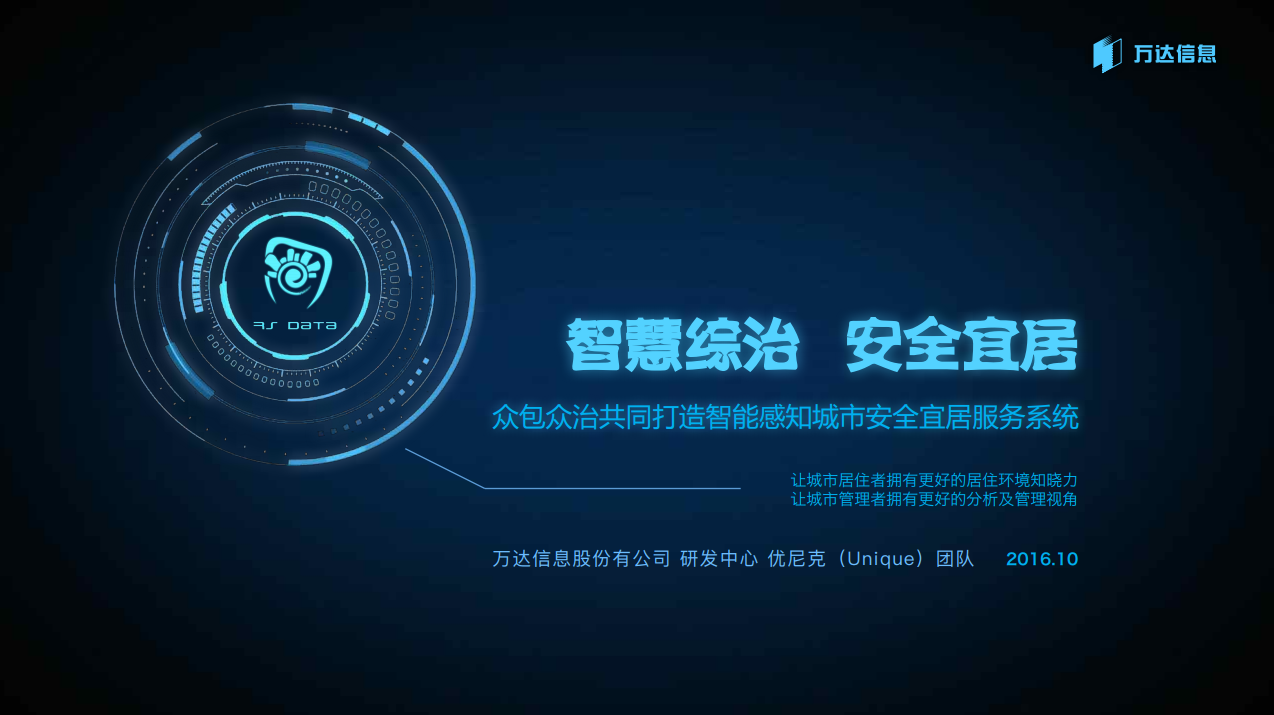 万达信息
智慧综治 安全宜居
众包众治共同打造智能感知城市安全宜居服务系统
让城市居住者拥有更好的居住环境知晓力
让城市管理者拥有更好的分析及管理视角
万达信息股份有公司 研发中心 优尼克（Unique）团队 2016.10
DATA